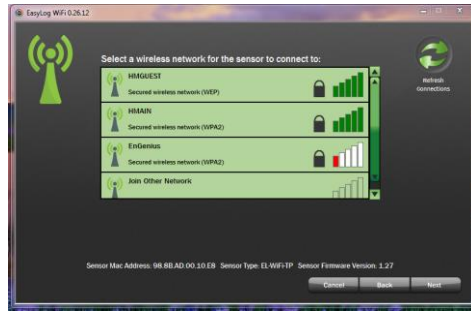 EasyLog WiFi 0.26.12
Select a wireless network for the sensor to connect to:
Refresh
connections
HMGUEST
Secured wireless network (WEP)
HMAIN
Secured wireless network (WPA2)
EnGenius
Secured wireless network (WPA2)
Join Other Network
Sensor Mac Address: 98.8B.AD.00.10.E8 Sensor Type: EL-WiFi-TP Sensor Firmware Version: 1.27
Cancel Back Next